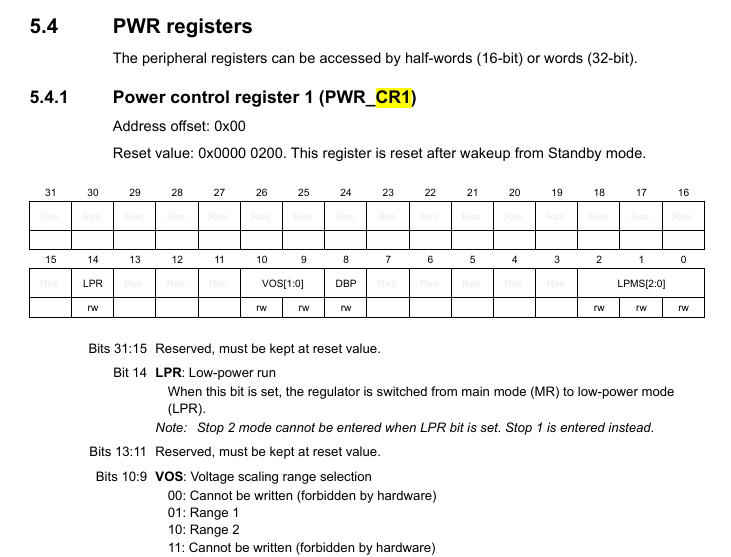 5.4 PWR registers
The peripheral registers can be accessed by half-words (16-bit) or words (32-bit).
5.4.1 Power control register 1 (PWR_CR1)
Address offset: 0x00
Reset value: 0x0000 0200. This register is reset after wakeup from Standby mode.
31 30 29 28 27 26 25 24 23 22 21 20 19 18 17 16
Res. Res. Res. Res. Res. Res. Res. Res. Res. Res. Res. Res. Res. Res. Res. Res.
15 14 13 12 11 10 9 8 7 6 5 4 3 2 1 0
Res. LPR Res. Res. Res. VOS[1:0] DBP Res. Res. Res. Res. Res. LPMS[2:0]
rw rw rw rw rw rw rw
Bits 31:15 Reserved, must be kept at reset value.
Bit 14 LPR: Low-power run
When this bit is set, the regulator is switched from main mode (MR) to low-power mode
(LPR).
Note: Stop 2 mode cannot be entered when LPR bit is set. Stop 1 is entered instead.
Bits 13:11 Reserved, must be kept at reset value.
Bits 10:9 VOS: Voltage scaling range selection
00: Cannot be written (forbidden by hardware)
01: Range 1
10: Range 2
11: Cannot be written (forbidden by hardware)